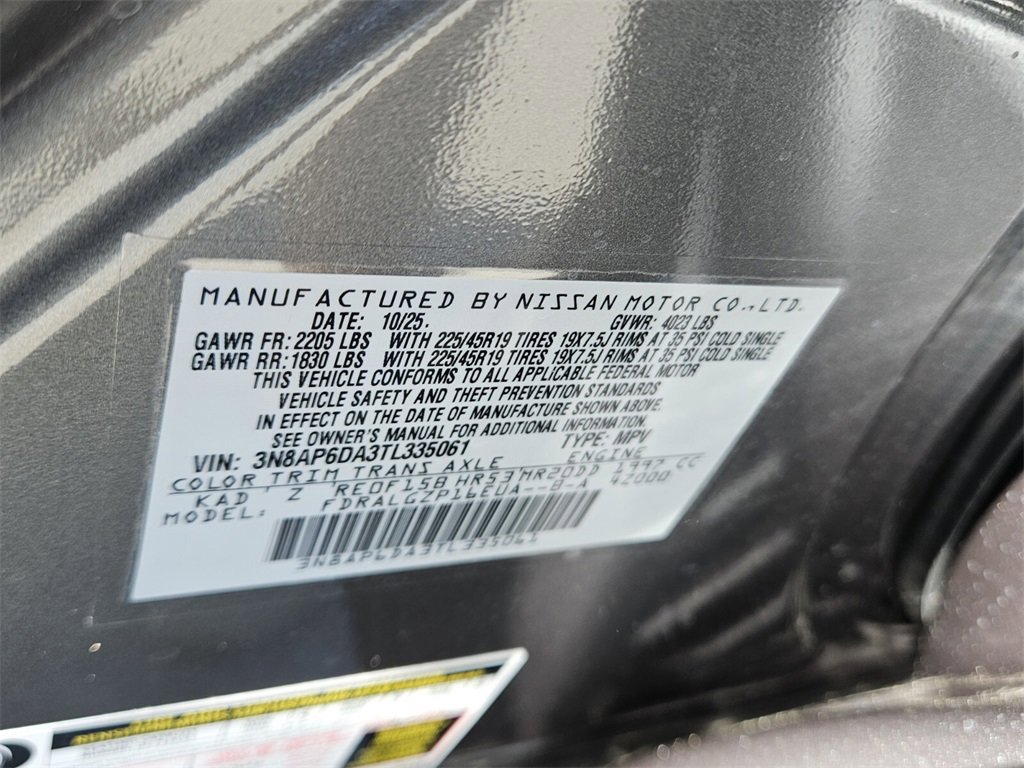 MANUFACTURED BY NISSAN MOTOR CO., LTD.
DATE: 10/25. GVWR: 4023 LBS
GAWR FR: 2205 LBS WITH 225/45R19 TIRES 19X7.5J RIMS AT 35 PSI COLD SINGLE
GAWR RR: 1830 LBS WITH 225/45R19 TIRES 19X7.5J RIMS AT 35 PSI COLD SINGLE
THIS VEHICLE CONFORMS TO ALL APPLICABLE FEDERAL MOTOR
VEHICLE SAFETY AND THEFT PREVENTION STANDARDS
IN EFFECT ON THE DATE OF MANUFACTURE SHOWN ABOVE.
SEE OWNER'S MANUAL FOR ADDITIONAL INFORMATION.
VIN: 3N8AP6DA3TL335061 TYPE: MPV
COLOR TRIM TRANS AXLE ENGINE
KAD Z RE0F15B HR53 MR20DD 1997 CC
MODEL: FDRALGZP16EUA--B-A 42000
3N8AP6DA3TL335061